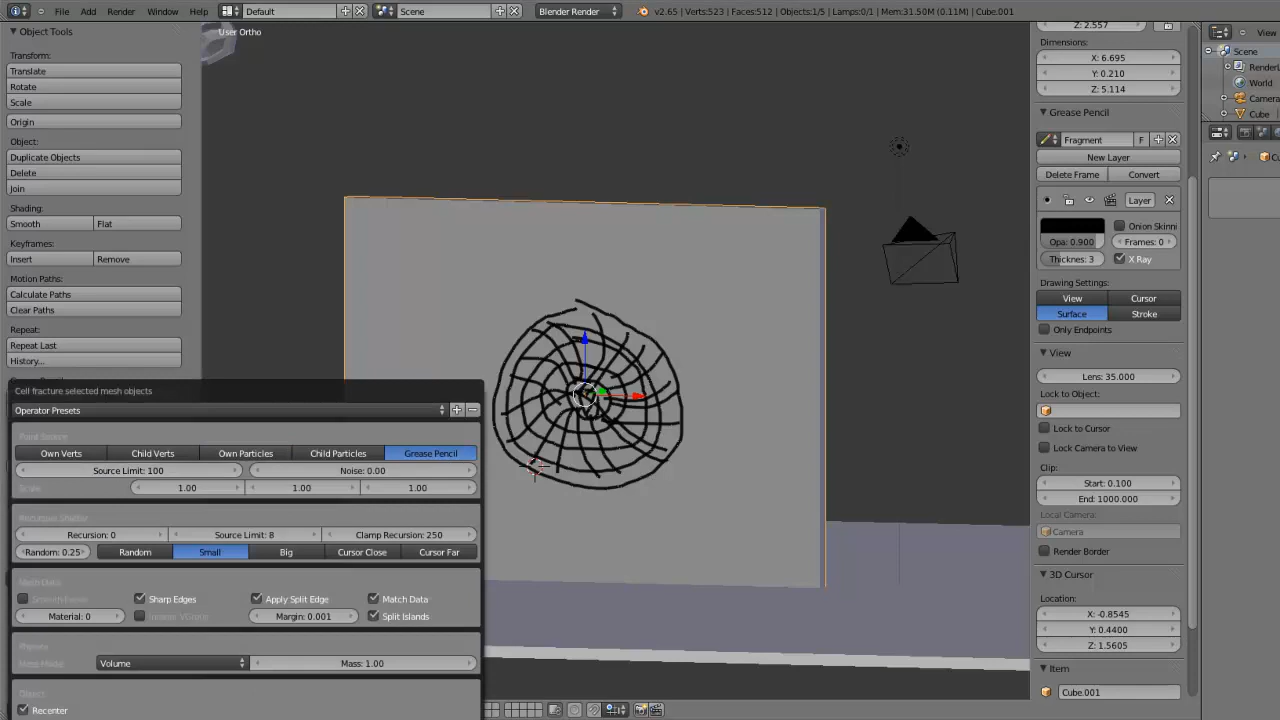 File Add Render Window Help Default Scene Blender Render v2.65 | Verts:523 | Faces:512 | Objects:1/5 | Lamps:0/1 | Mem:31.50M (0.11M) | Cube.001
Object Tools
Transform:
Translate
Rotate
Scale
Origin
Object:
Duplicate Objects
Delete
Join
Shading:
Smooth Flat
Keyframes:
Insert Remove
Motion Paths:
Calculate Paths
Clear Paths
Repeat:
Repeat Last
History...
User Ortho
Cell fracture selected mesh objects
Operator Presets
Point Source
Own Verts Child Verts Own Particles Child Particles Grease Pencil
Source Limit: 100 Noise: 0.00
Scale 1.00 1.00 1.00
Recursive Shatter
Recursion: 0 Source Limit: 8 Clamp Recursion: 250
Random: 0.25 Random Small Big Cursor Close Cursor Far
Mesh Data
Smooth Faces Sharp Edges Apply Split Edge Match Data
Material: 0 Interior VGroup Margin: 0.001 Split Islands
Physics
Mass Mode Volume Mass: 1.00
Object
Recenter
Z: 2.557
Dimensions:
X: 6.695
Y: 0.210
Z: 5.114
Grease Pencil
Fragment F
New Layer
Delete Frame Convert
Layer
Onion Skinni
Opa: 0.900 Frames: 0
Thicknes: 3 X Ray
Drawing Settings:
View Cursor
Surface Stroke
Only Endpoints
View
Lens: 35.000
Lock to Object:
Lock to Cursor
Lock Camera to View
Clip:
Start: 0.100
End: 1000.000
Local Camera:
Camera
Render Border
3D Cursor
Location:
X: -0.8545
Y: 0.4400
Z: 1.5605
Item
Cube.001
View
Scene
RenderL
World
Camera
Cube